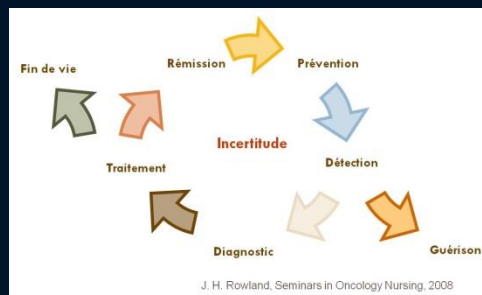 Rémission
Prévention
Fin de vie
Incertitude
Détection
Traitement
Diagnostic
Guérison
J. H. Rowland, Seminars in Oncology Nursing, 2008